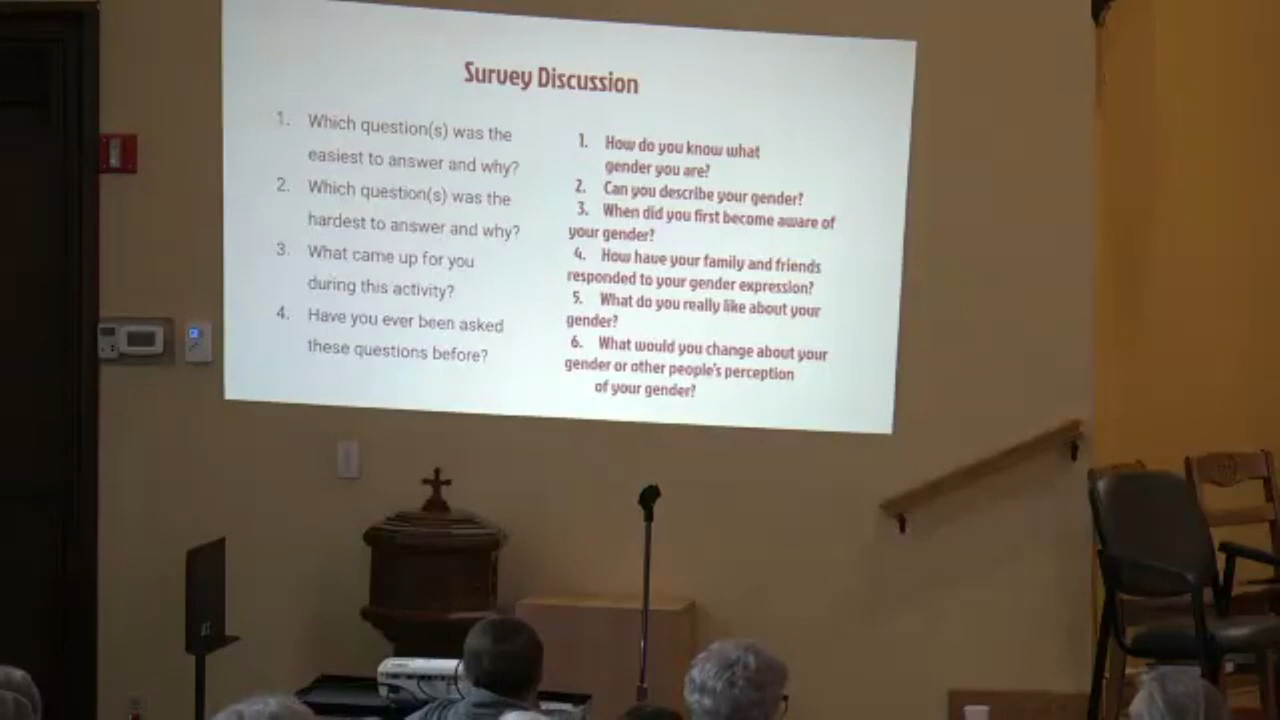 Survey Discussion
1. Which question(s) was the
easiest to answer and why?
2. Which question(s) was the
hardest to answer and why?
3. What came up for you
during this activity?
4. Have you ever been asked
these questions before?
1. How do you know what
gender you are?
2. Can you describe your gender?
3. When did you first become aware of
your gender?
4. How have your family and friends
responded to your gender expression?
5. What do you really like about your
gender?
6. What would you change about your
gender or other people's perception
of your gender?